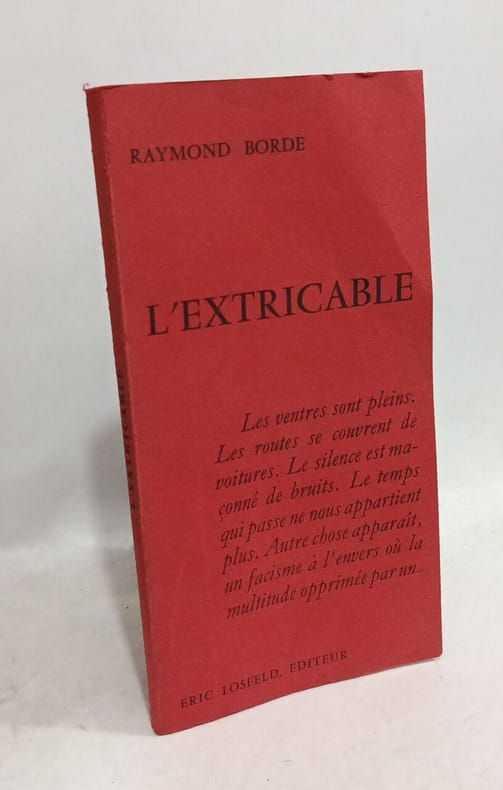 RAYMOND BORDE
L'EXTRICABLE
Les ventres sont pleins.
Les routes se couvrent de
voitures. Le silence est ma-
çonné de bruits. Le temps
qui passe ne nous appartient
plus. Autre chose apparaît,
un facisme à l'envers où la
multitude opprimée par un...
ERIC LOSFELD, EDITEUR
L'EXTRICABLE